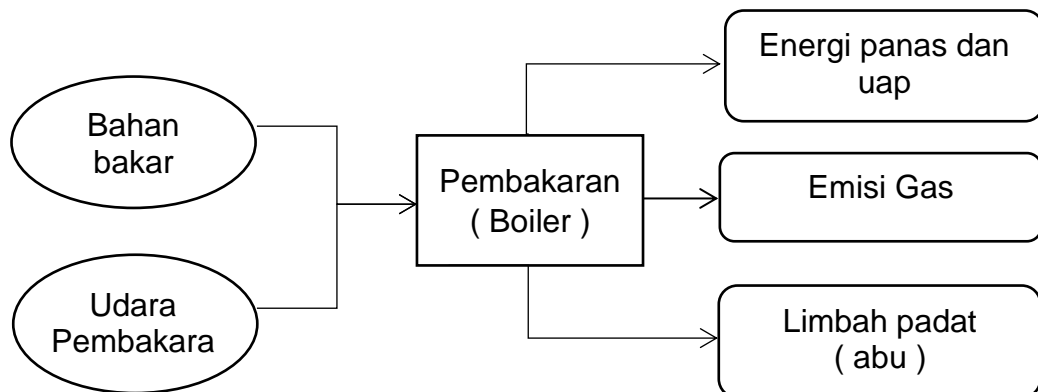 Bahan
bakar
Udara
Pembakara
Pembakaran
( Boiler )
Energi panas dan
uap
Emisi Gas
Limbah padat
( abu )